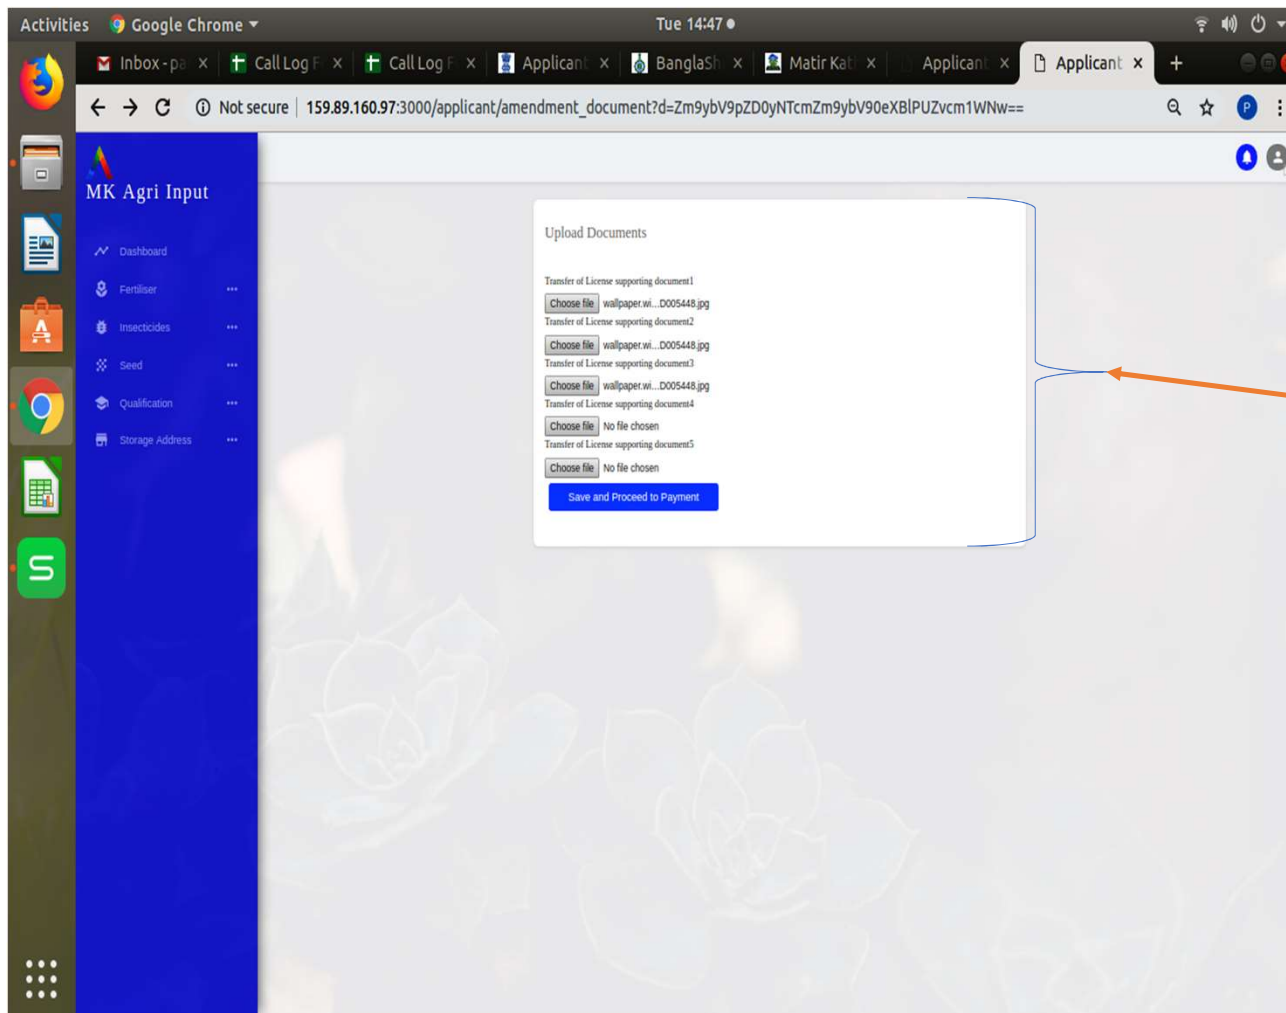 Activities Google Chrome Tue 14:47
Inbox - pa Call Log F Call Log F Applicant BanglaSh Matir Kat Applicant Applicant
Not secure 159.89.160.97:3000/applicant/amendment_document?d=Zm9ybV9pZD0yNTcmZm9ybV90eXBlPUZvcm1WNw== P
MK Agri Input
Dashboard
Fertiliser
Insecticides
Seed
Qualification
Storage Address
Upload Documents
Transfer of License supporting document1
Choose file wallpaper.wi...D005448.jpg
Transfer of License supporting document2
Choose file wallpaper.wi...D005448.jpg
Transfer of License supporting document3
Choose file wallpaper.wi...D005448.jpg
Transfer of License supporting document4
Choose file No file chosen
Transfer of License supporting document5
Choose file No file chosen
Save and Proceed to Payment